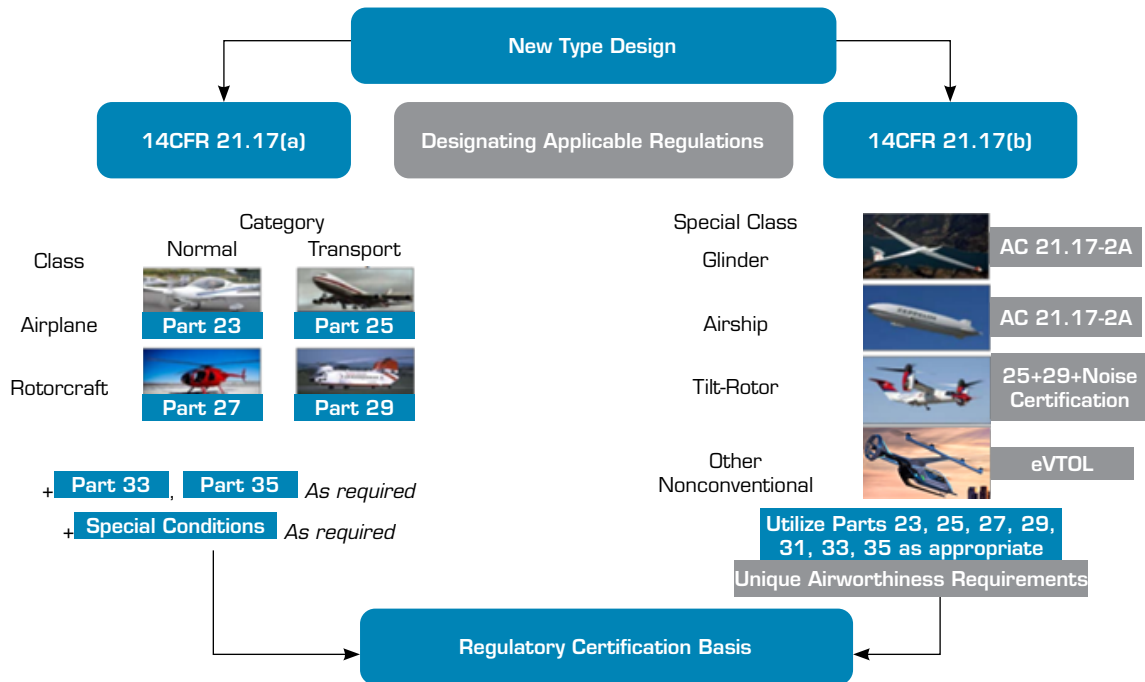 New Type Design
14CFR 21.17(a)
Designating Applicable Regulations
14CFR 21.17(b)
Category
Normal
Transport
Class
Airplane
Part 23
Part 25
Rotorcraft
Part 27
Part 29
+ Part 33 , Part 35 As required
+ Special Conditions As required
Special Class
Glinder
AC 21.17-2A
Airship
AC 21.17-2A
Tilt-Rotor
25+29+Noise
Certification
Other
Nonconventional
eVTOL
Utilize Parts 23, 25, 27, 29,
31, 33, 35 as appropriate
Unique Airworthiness Requirements
Regulatory Certification Basis